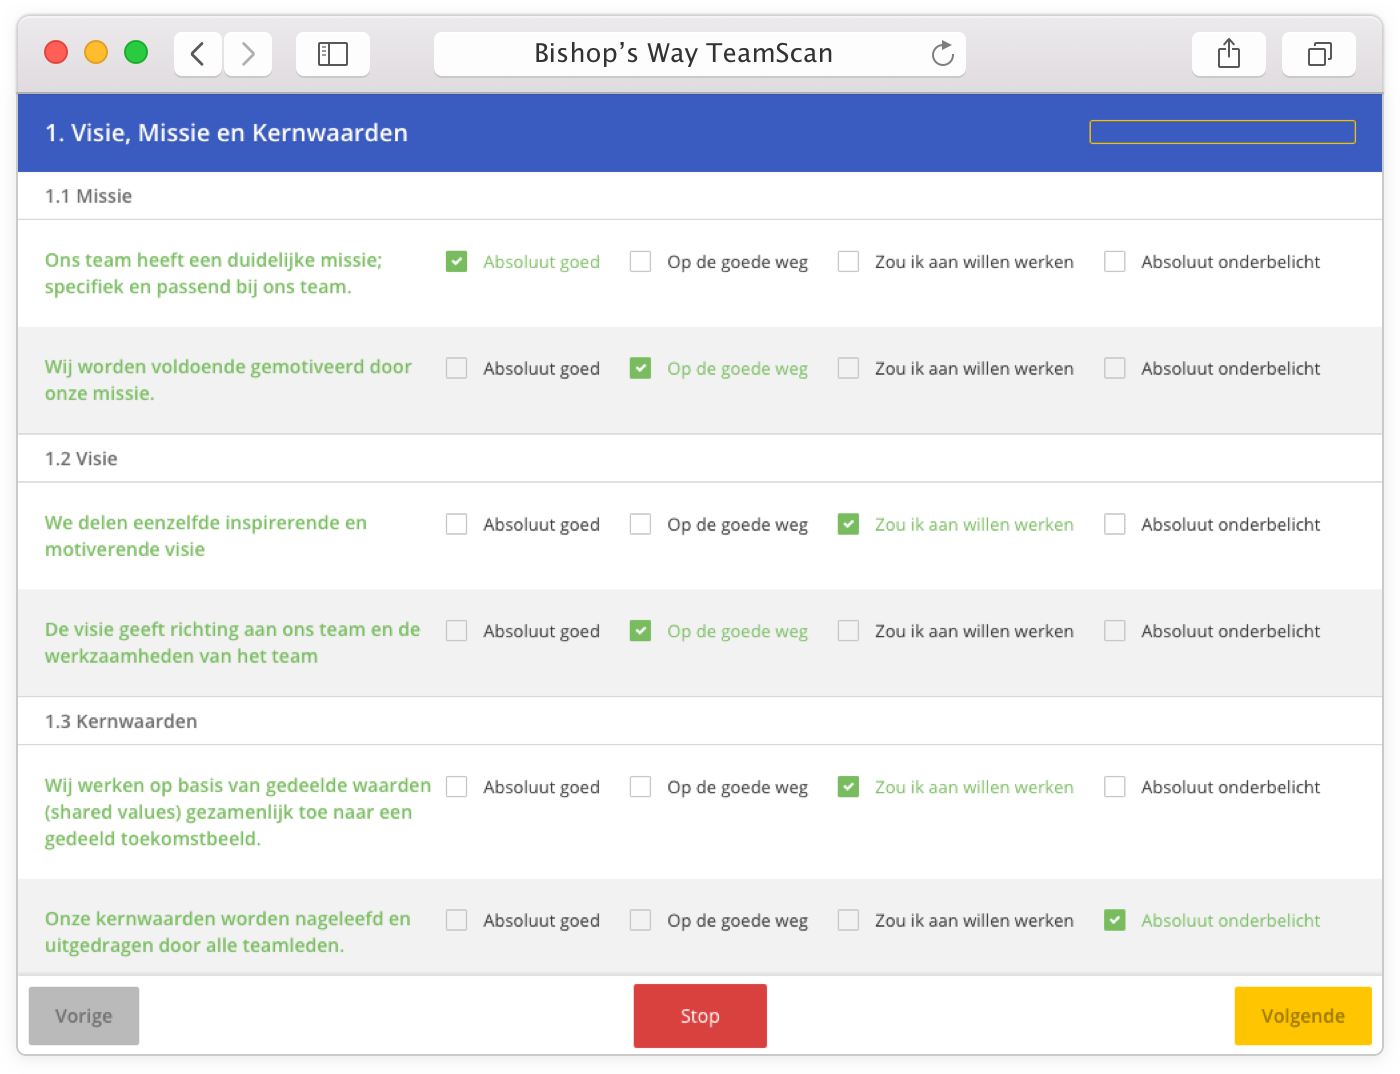 Bishop’s Way TeamScan
1. Visie, Missie en Kernwaarden
1.1 Missie
Ons team heeft een duidelijke missie;
specifiek en passend bij ons team.
Absoluut goed
Op de goede weg
Zou ik aan willen werken
Absoluut onderbelicht
Wij worden voldoende gemotiveerd door
onze missie.
Absoluut goed
Op de goede weg
Zou ik aan willen werken
Absoluut onderbelicht
1.2 Visie
We delen eenzelfde inspirerende en
motiverende visie
Absoluut goed
Op de goede weg
Zou ik aan willen werken
Absoluut onderbelicht
De visie geeft richting aan ons team en de
werkzaamheden van het team
Absoluut goed
Op de goede weg
Zou ik aan willen werken
Absoluut onderbelicht
1.3 Kernwaarden
Wij werken op basis van gedeelde waarden
(shared values) gezamenlijk toe naar een
gedeeld toekomstbeeld.
Absoluut goed
Op de goede weg
Zou ik aan willen werken
Absoluut onderbelicht
Onze kernwaarden worden nageleefd en
uitgedragen door alle teamleden.
Absoluut goed
Op de goede weg
Zou ik aan willen werken
Absoluut onderbelicht
Vorige
Stop
Volgende